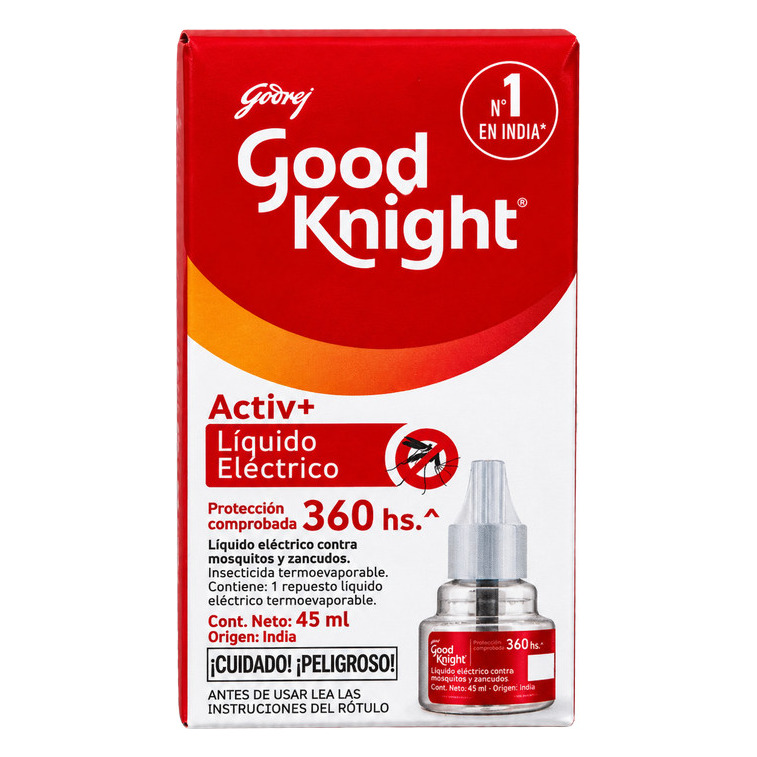 Godrej
N° 1
EN INDIA*
Good
Knight®
Activ+
Líquido
Eléctrico
Protección
comprobada 360 hs.^
Líquido eléctrico contra
mosquitos y zancudos.
Insecticida termoevaporable.
Contiene: 1 repuesto líquido
eléctrico termoevaporable.
Cont. Neto: 45 ml
Origen: India
¡CUIDADO! ¡PELIGROSO!
ANTES DE USAR LEA LAS
INSTRUCCIONES DEL RÓTULO
Godrej
Good
Knight
Protección
comprobada 360 hs.^
Líquido eléctrico contra
mosquitos y zancudos.
Cont. Neto: 45 ml - Origen: India